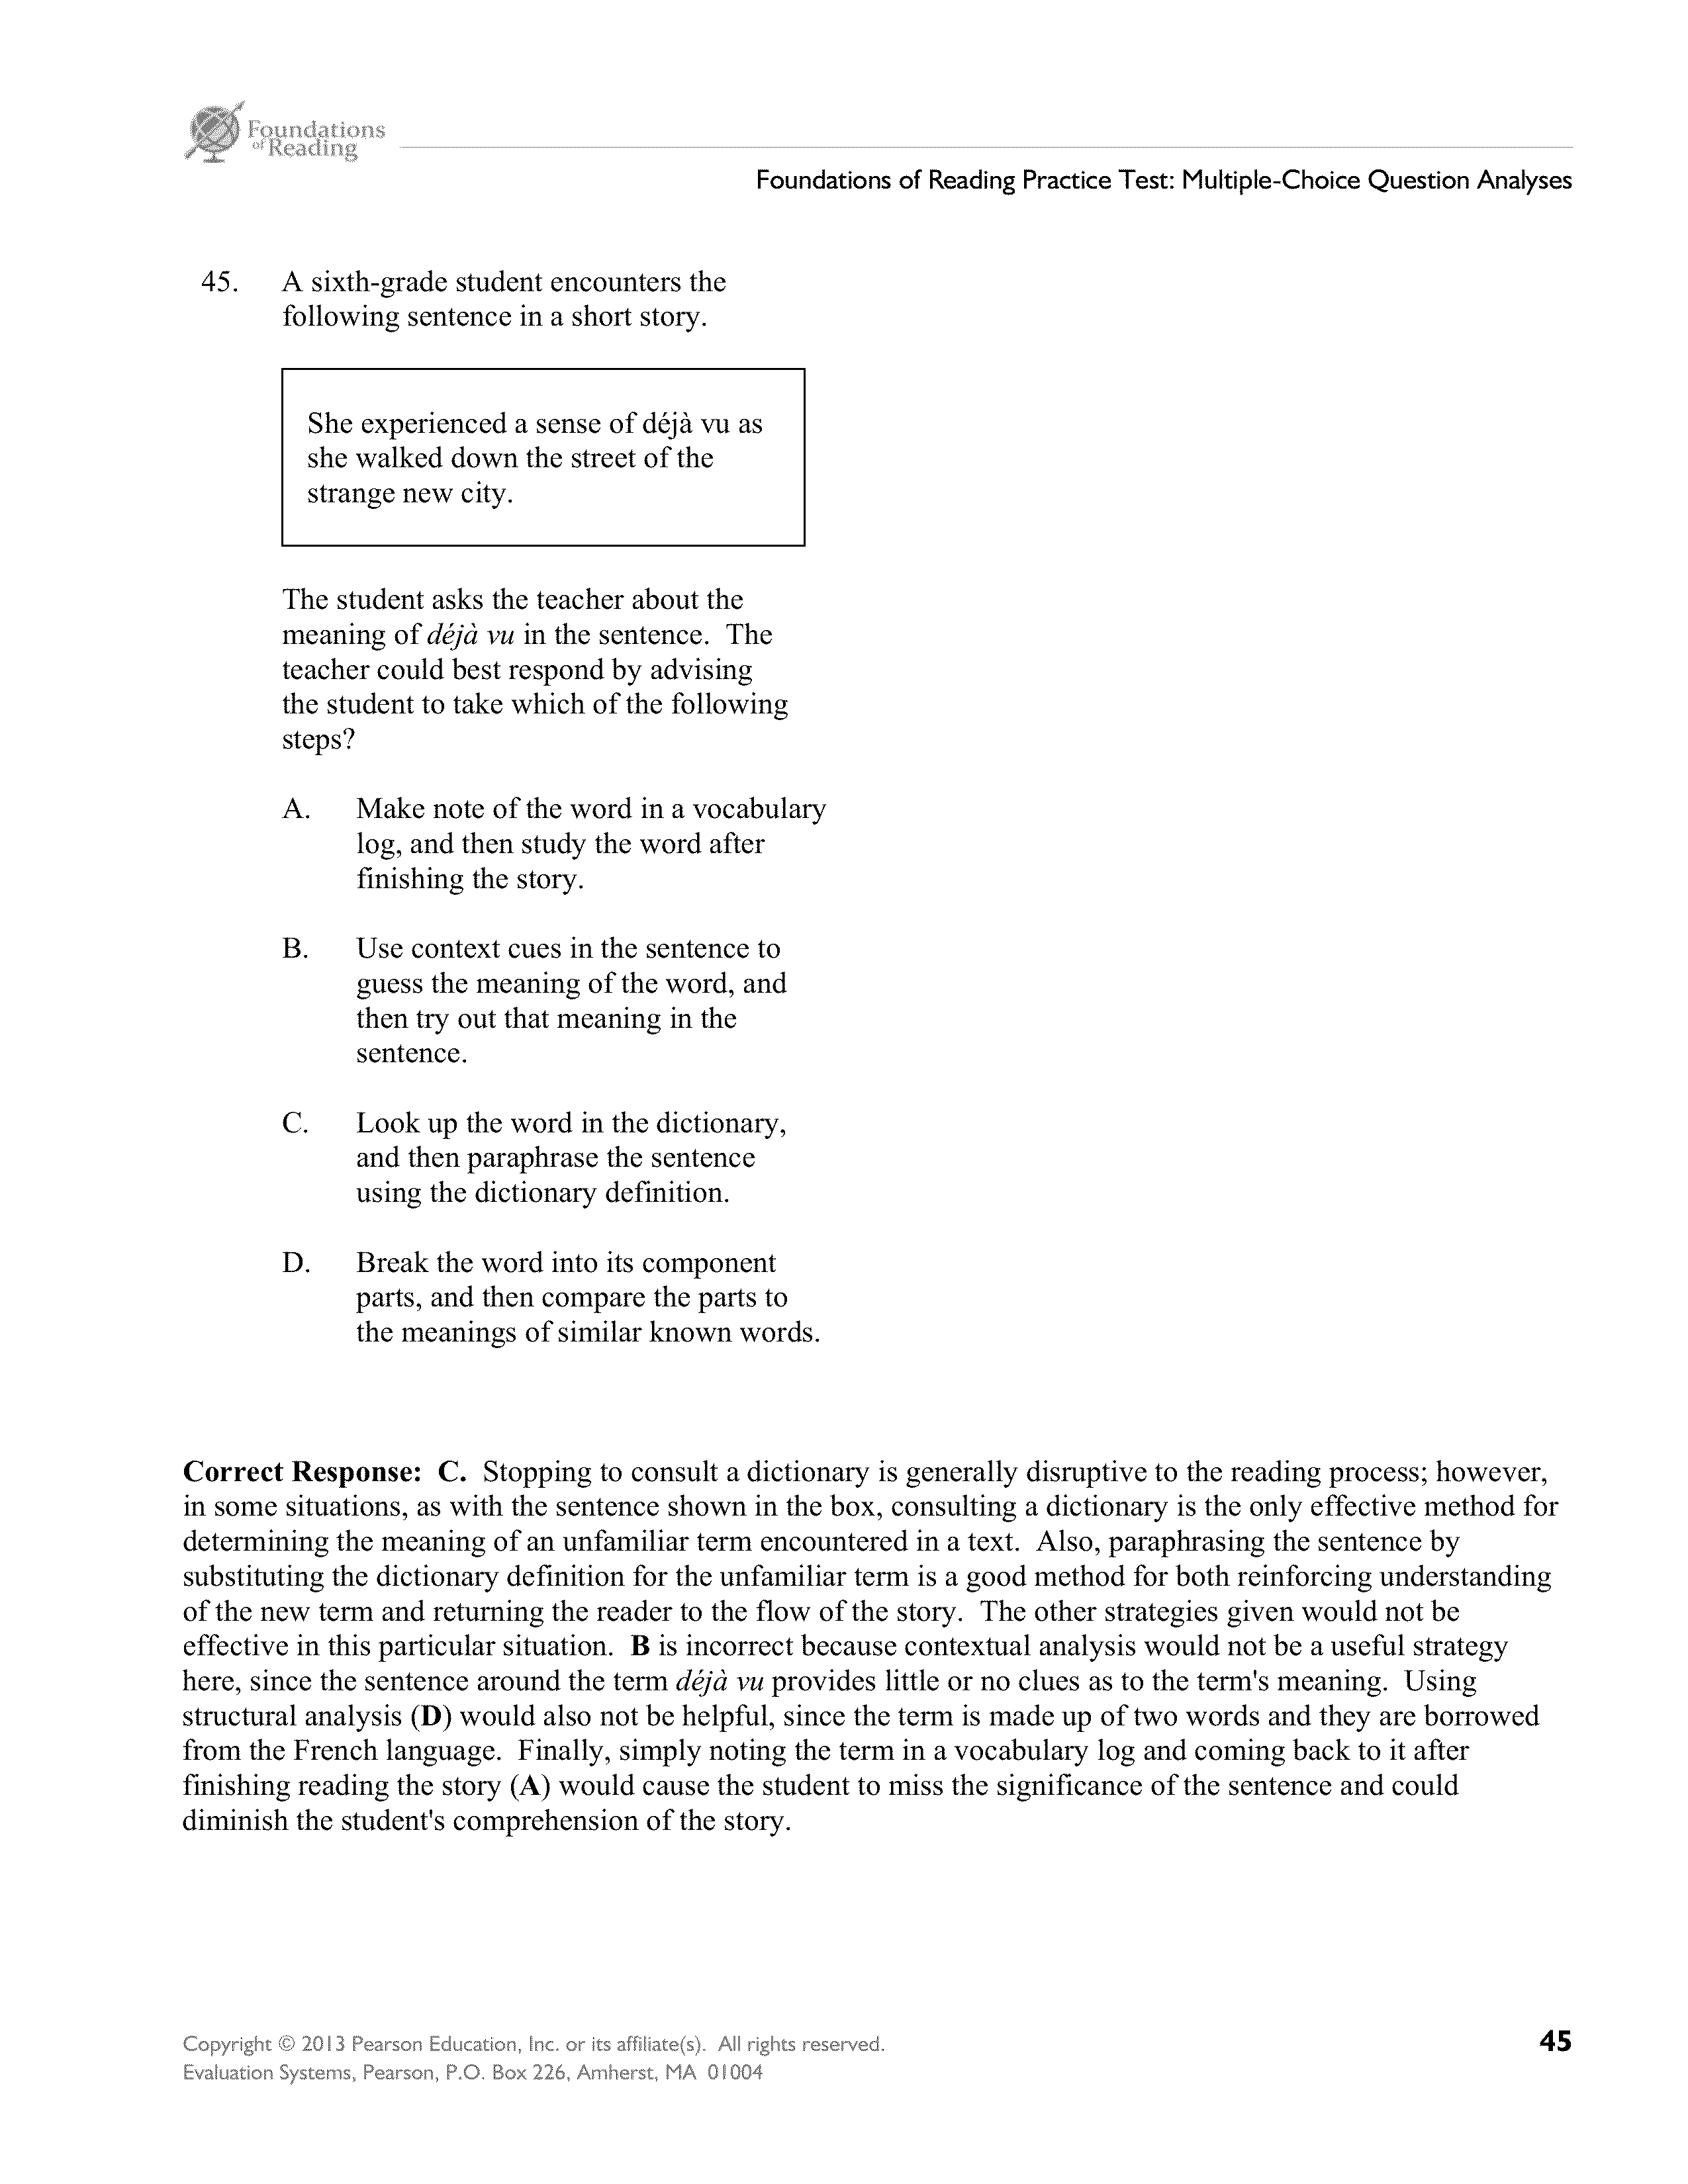 Foundations
of Reading
Foundations of Reading Practice Test: Multiple-Choice Question Analyses
45. A sixth-grade student encounters the
following sentence in a short story.
She experienced a sense of déjà vu as
she walked down the street of the
strange new city.
The student asks the teacher about the
meaning of déjà vu in the sentence. The
teacher could best respond by advising
the student to take which of the following
steps?
A. Make note of the word in a vocabulary
log, and then study the word after
finishing the story.
B. Use context cues in the sentence to
guess the meaning of the word, and
then try out that meaning in the
sentence.
C. Look up the word in the dictionary,
and then paraphrase the sentence
using the dictionary definition.
D. Break the word into its component
parts, and then compare the parts to
the meanings of similar known words.
Correct Response: C. Stopping to consult a dictionary is generally disruptive to the reading process; however,
in some situations, as with the sentence shown in the box, consulting a dictionary is the only effective method for
determining the meaning of an unfamiliar term encountered in a text. Also, paraphrasing the sentence by
substituting the dictionary definition for the unfamiliar term is a good method for both reinforcing understanding
of the new term and returning the reader to the flow of the story. The other strategies given would not be
effective in this particular situation. B is incorrect because contextual analysis would not be a useful strategy
here, since the sentence around the term déjà vu provides little or no clues as to the term's meaning. Using
structural analysis (D) would also not be helpful, since the term is made up of two words and they are borrowed
from the French language. Finally, simply noting the term in a vocabulary log and coming back to it after
finishing reading the story (A) would cause the student to miss the significance of the sentence and could
diminish the student's comprehension of the story.
Copyright © 2013 Pearson Education, Inc. or its affiliate(s). All rights reserved.
Evaluation Systems, Pearson, P.O. Box 226, Amherst, MA 01004
45